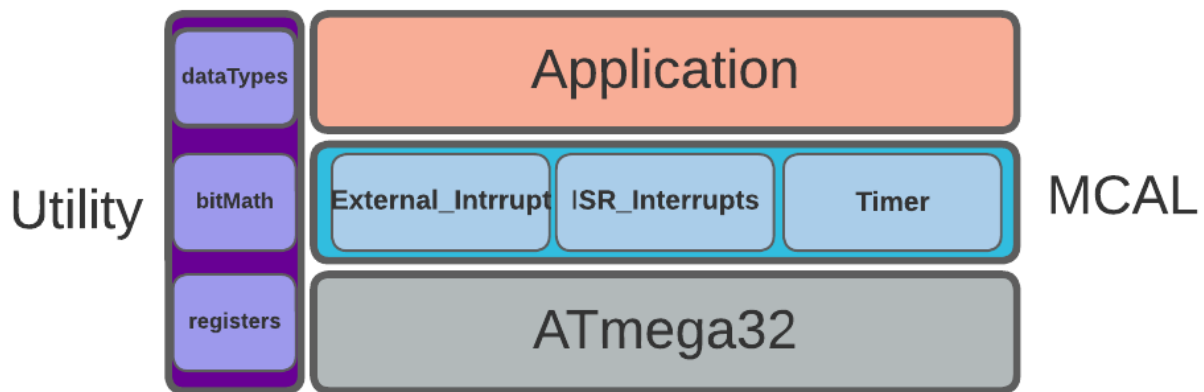 dataTypes
Application
Utility
bitMath
External_Intrrupt
ISR_Interrupts
Timer
MCAL
registers
ATmega32